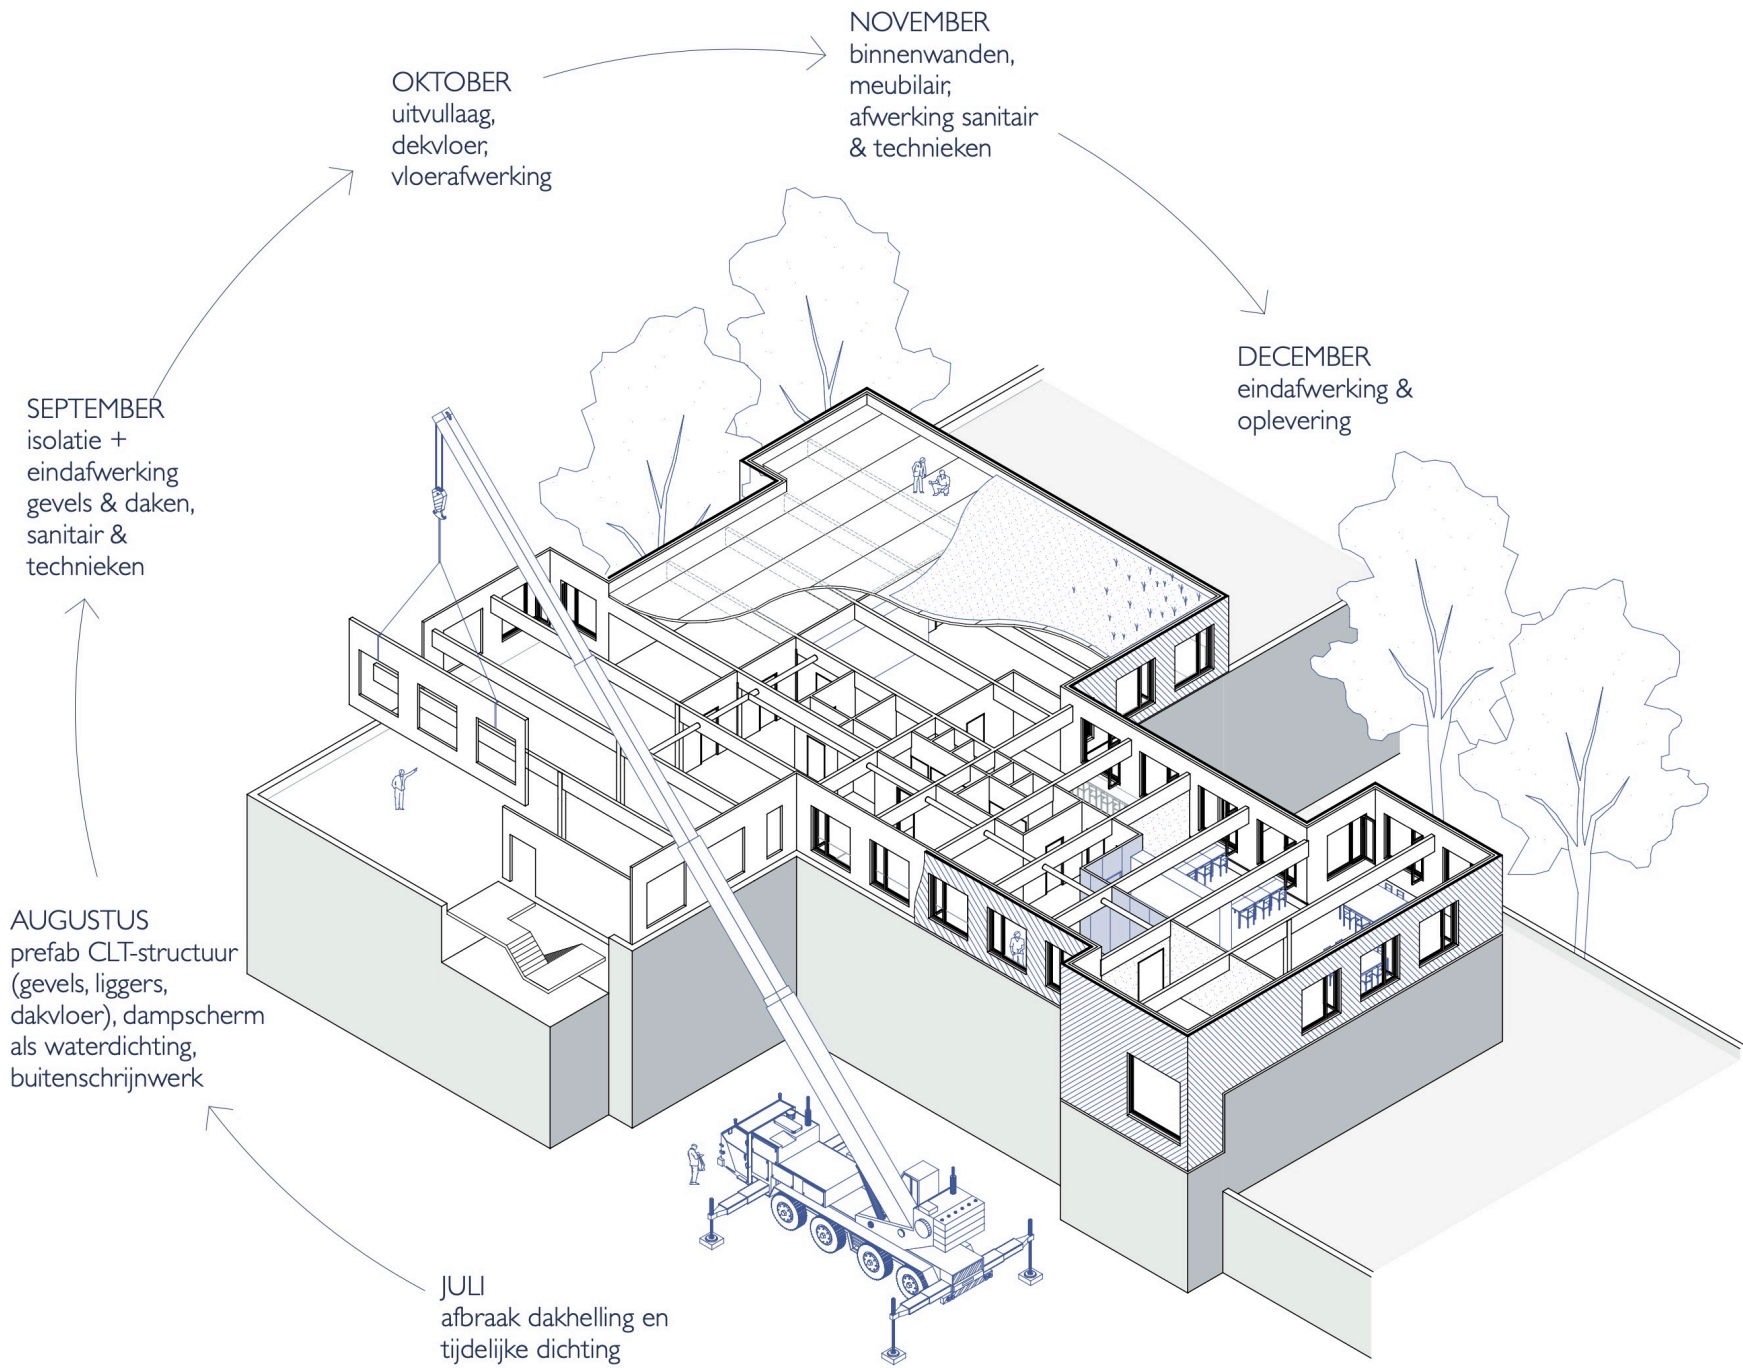 NOVEMBER
binnenwanden,
meubilair,
afwerking sanitair
& technieken
OKTOBER
uitvullaag,
dekvloer,
vloerafwerking
DECEMBER
eindafwerking &
oplevering
SEPTEMBER
isolatie +
eindafwerking
gevels & daken,
sanitair &
technieken
AUGUSTUS
prefab CLT-structuur
(gevels, liggers,
dakvloer), dampscherm
als waterdichting,
buitenschrijnwerk
JULI
afbraak dakhelling en
tijdelijke dichting